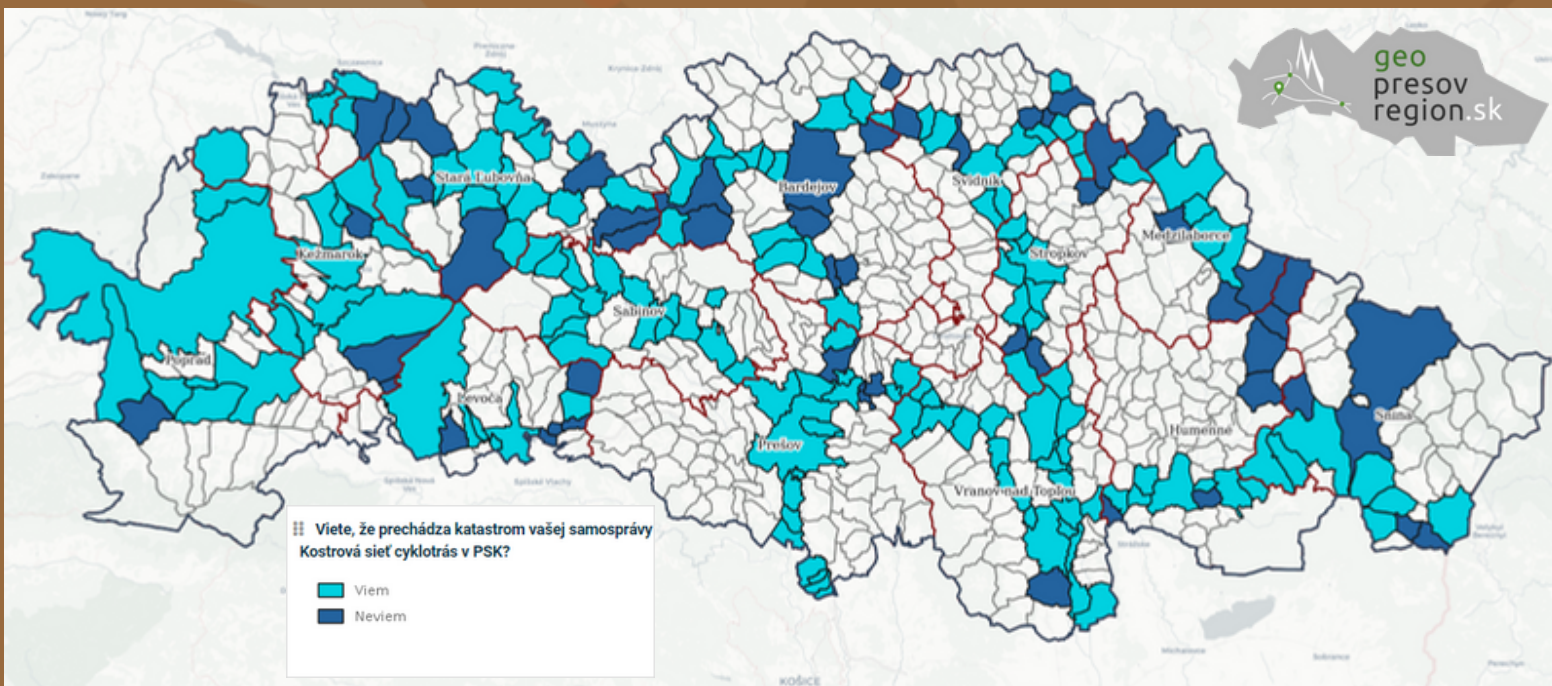 geo
presov
region.sk
Stará Ľubovňa
Bardejov
Svidník
Medzilaborce
Kežmarok
Stropkov
Sabinov
Poprad
Levoča
Snina
Humenné
Prešov
Vranov nad Topľou
Viete, že prechádza katastrom vašej samosprávy
Kostrová sieť cyklotrás v PSK?
Viem
Neviem
KOŠICE